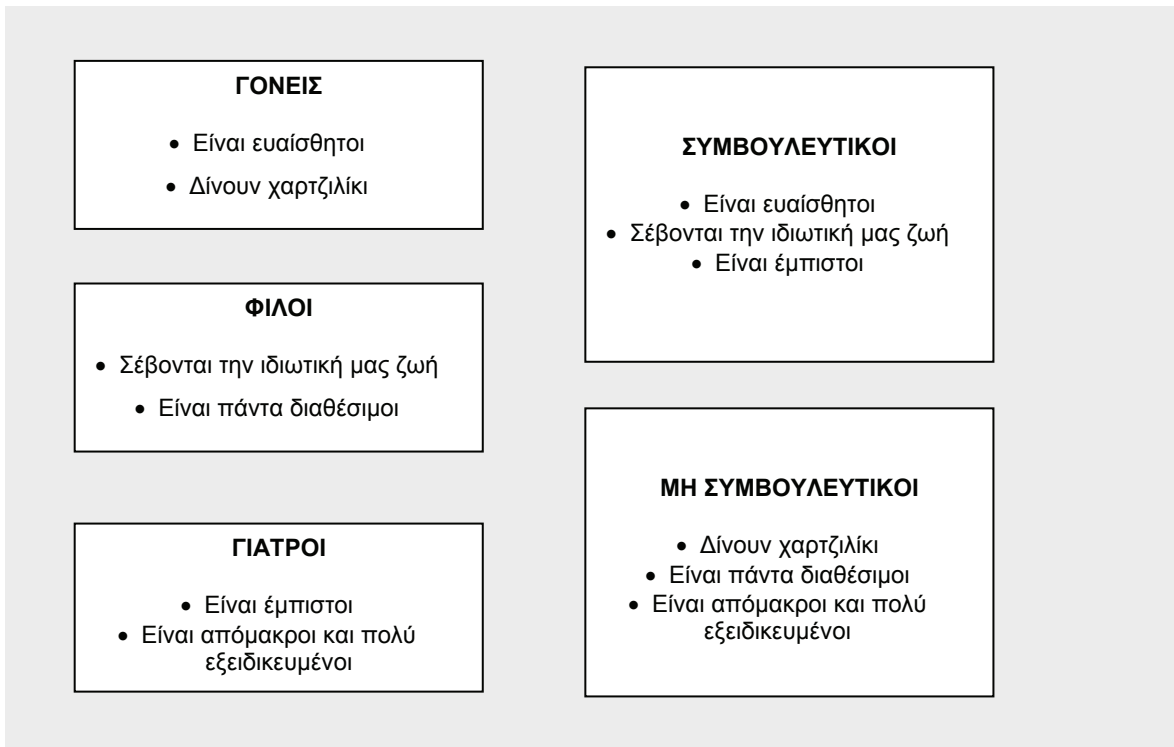 ΓΟΝΕΙΣ
• Είναι ευαίσθητοι
• Δίνουν χαρτζιλίκι
ΦΙΛΟΙ
• Σέβονται την ιδιωτική μας ζωή
• Είναι πάντα διαθέσιμοι
ΓΙΑΤΡΟΙ
• Είναι έμπιστοι
• Είναι απόμακροι και πολύ
εξειδικευμένοι
ΣΥΜΒΟΥΛΕΥΤΙΚΟΙ
• Είναι ευαίσθητοι
• Σέβονται την ιδιωτική μας ζωή
• Είναι έμπιστοι
ΜΗ ΣΥΜΒΟΥΛΕΥΤΙΚΟΙ
• Δίνουν χαρτζιλίκι
• Είναι πάντα διαθέσιμοι
• Είναι απόμακροι και πολύ
εξειδικευμένοι